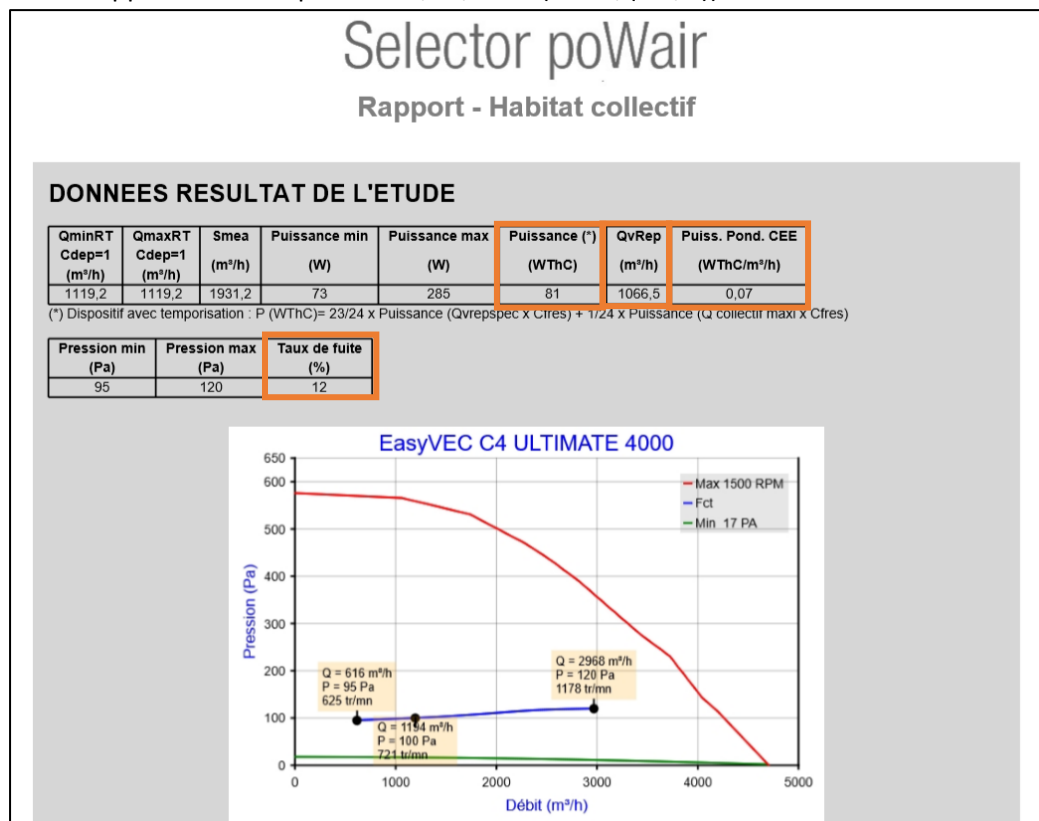 Selector poWair
Rapport - Habitat collectif
DONNEES RESULTAT DE L'ETUDE
QminRT Cdep=1 (m³/h) QmaxRT Cdep=1 (m³/h) Smea (m³/h) Puissance min (W) Puissance max (W) Puissance (*) (WThC) QvRep (m³/h) Puiss. Pond. CEE (WThC/m³/h)
1119,2 1119,2 1931,2 73 285 81 1066,5 0,07
(*) Dispositif avec temporisation : P (WThC)= 23/24 x Puissance (Qvrepspec x Cfres) + 1/24 x Puissance (Q collectif maxi x Cfres)
Pression min (Pa) Pression max (Pa) Taux de fuite (%)
95 120 12
EasyVEC C4 ULTIMATE 4000
650
600
500
400
300
200
100
0
Pression (Pa)
Max 1500 RPM
Fct
Min 17 PA
Q = 616 m³/h
P = 95 Pa
625 tr/mn
Q = 1194 m³/h
P = 100 Pa
721 tr/mn
Q = 2968 m³/h
P = 120 Pa
1178 tr/mn
0 1000 2000 3000 4000 5000
Débit (m³/h)